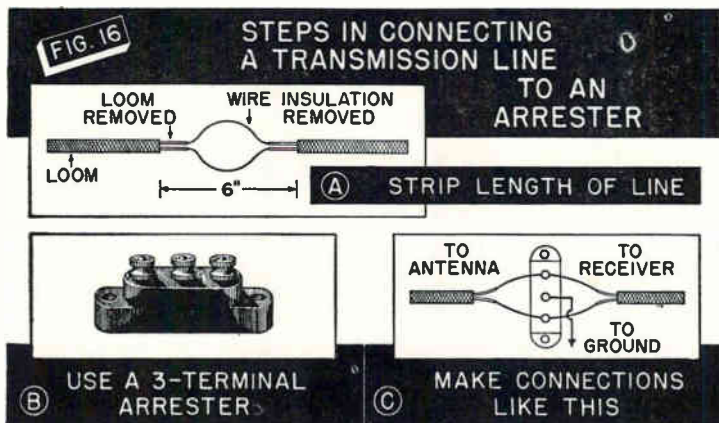 FIG. 16
STEPS IN CONNECTING
A TRANSMISSION LINE
TO AN
ARRESTER
LOOM
REMOVED
WIRE INSULATION
REMOVED
LOOM
6"
A STRIP LENGTH OF LINE
B USE A 3-TERMINAL
ARRESTER
TO
ANTENNA
TO
RECEIVER
TO
GROUND
C MAKE CONNECTIONS
LIKE THIS